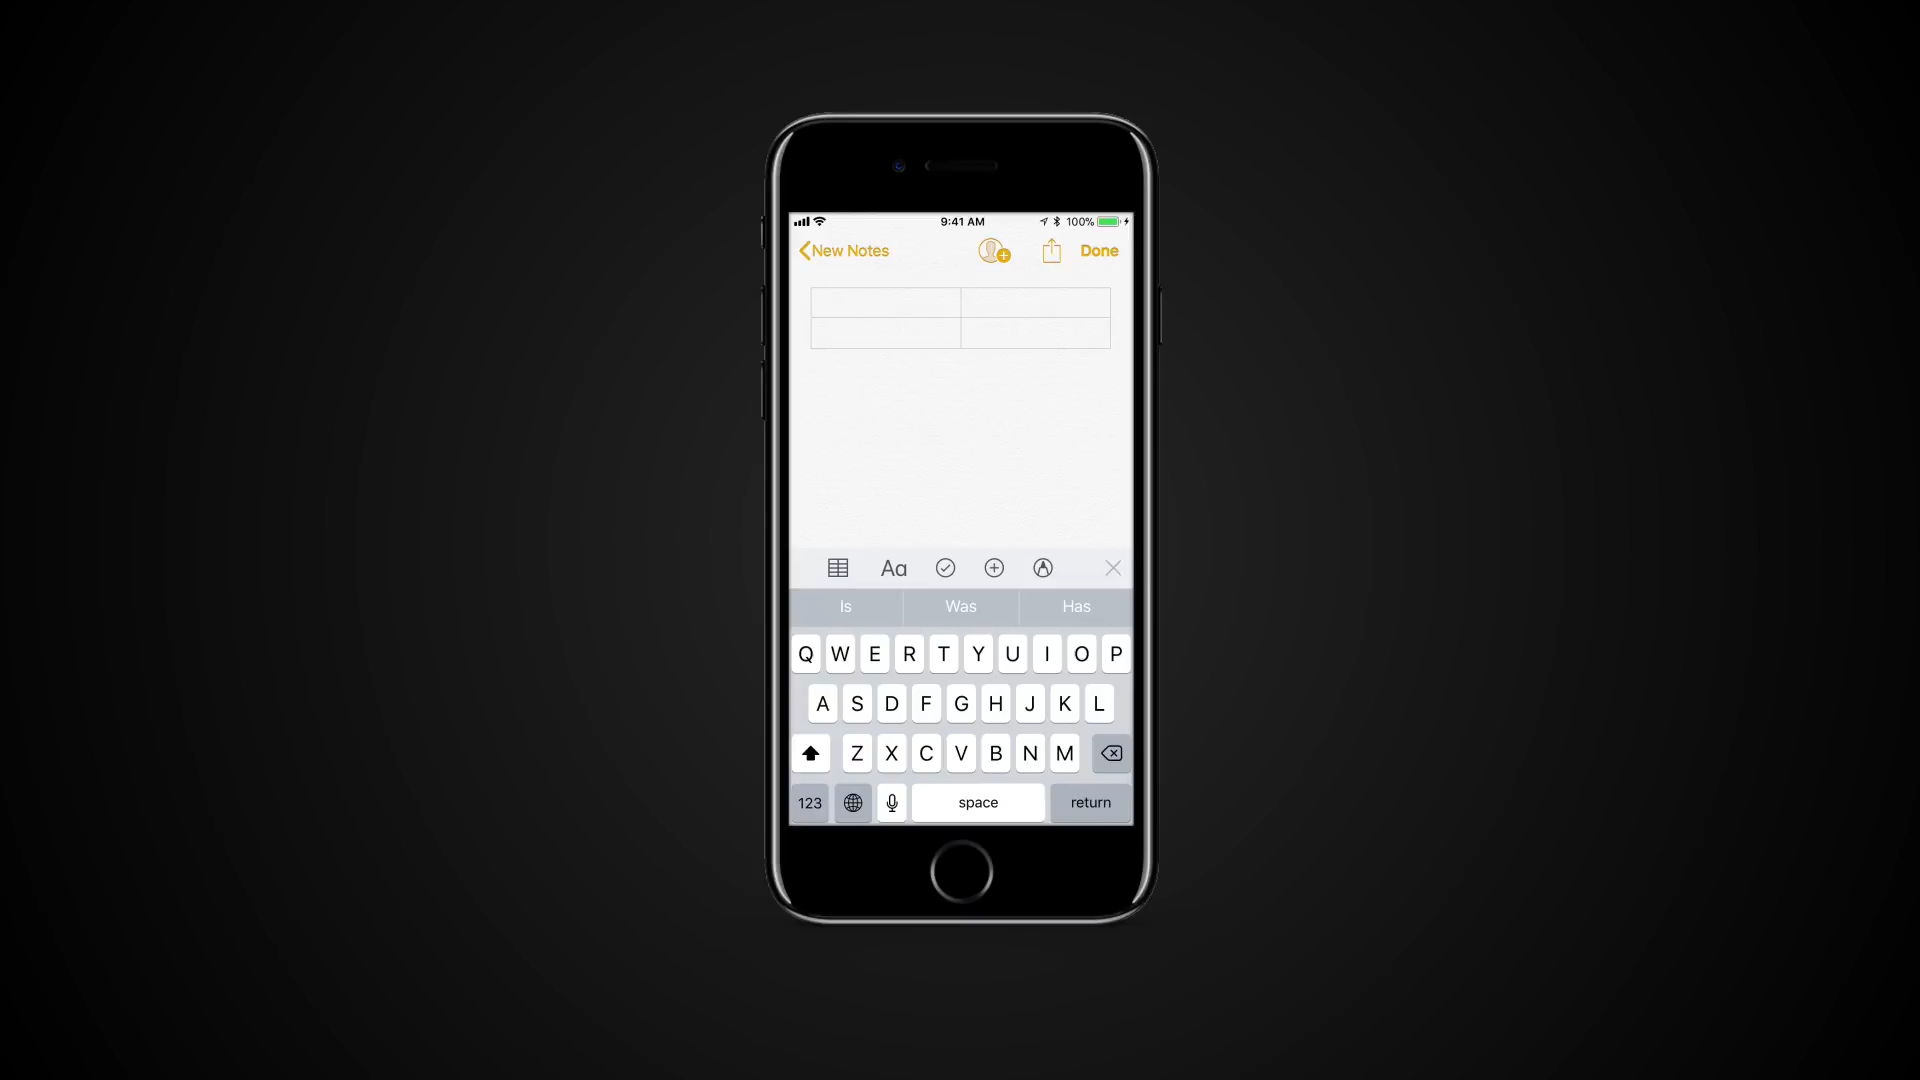 9:41 AM 100%
New Notes Done
Aa
Is Was Has
Q W E R T Y U I O P
A S D F G H J K L
Z X C V B N M
123 space return